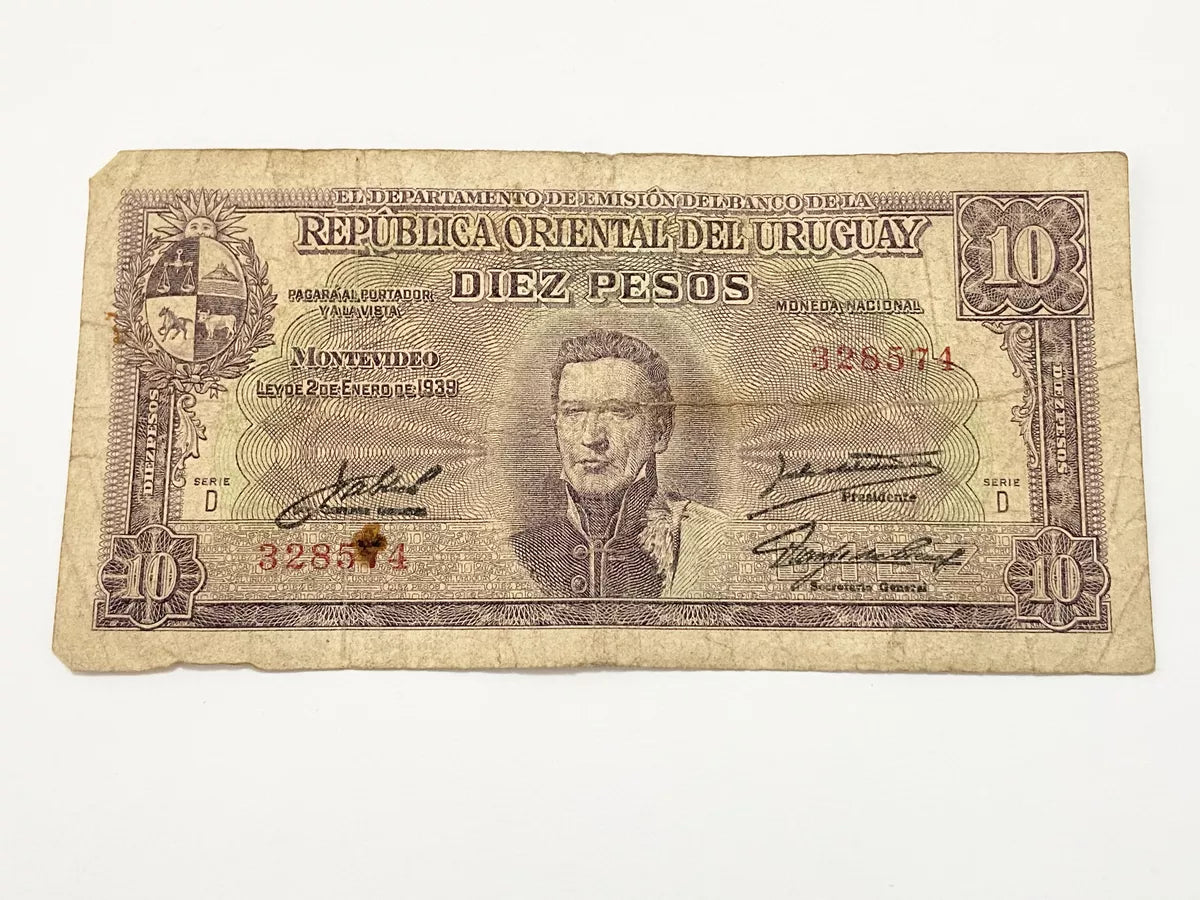 EL DEPARTAMENTO DE EMISIÓN DEL BANCO DE LA
REPÚBLICA ORIENTAL DEL URUGUAY
10
DIEZ PESOS
PAGARÁ AL PORTADOR
Y A LA VISTA
MONEDA NACIONAL
MONTEVIDEO
LEY DE 2 DE ENERO DE 1939
328574
DIEZ PESOS
DIEZ PESOS
SERIE
D
Presidente
SERIE
D
328574
Secretario General
DIEZ
10
10